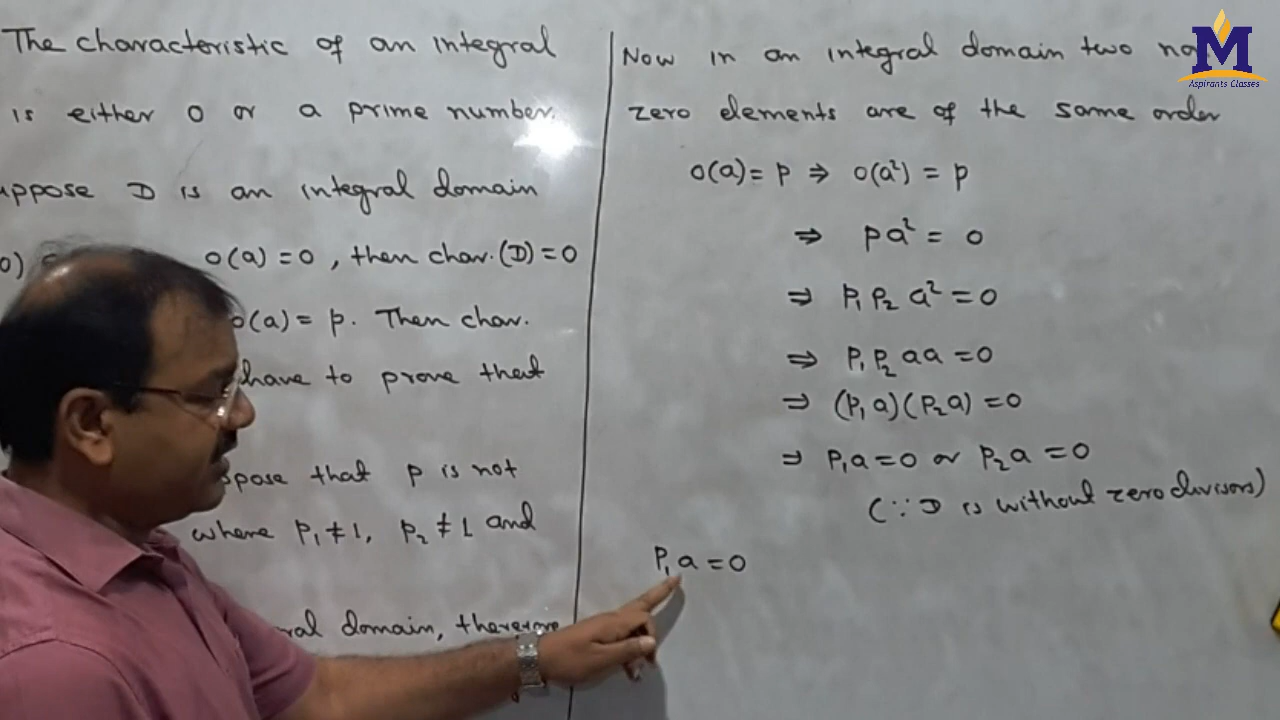 The characteristic of an integral
is either 0 or a prime number.
uppose D is an integral domain
o(a) = 0, then char. (D) = 0
o(a) = p. Then char.
have to prove that
pose that p is not
where P₁ ≠ 1, P₂ ≠ 1 and
ral domain, therefore
Now in an integral domain two no
zero elements are of the same order
o(a) = p ⇒ o(a²) = p
⇒ pa² = 0
⇒ P₁ P₂ a² = 0
⇒ P₁ P₂ aa = 0
⇒ (P₁ a) (P₂ a) = 0
⇒ P₁a = 0 or P₂a = 0
(∵ D is without zero divisors)
P₁ a = 0
M
Aspirants Classes